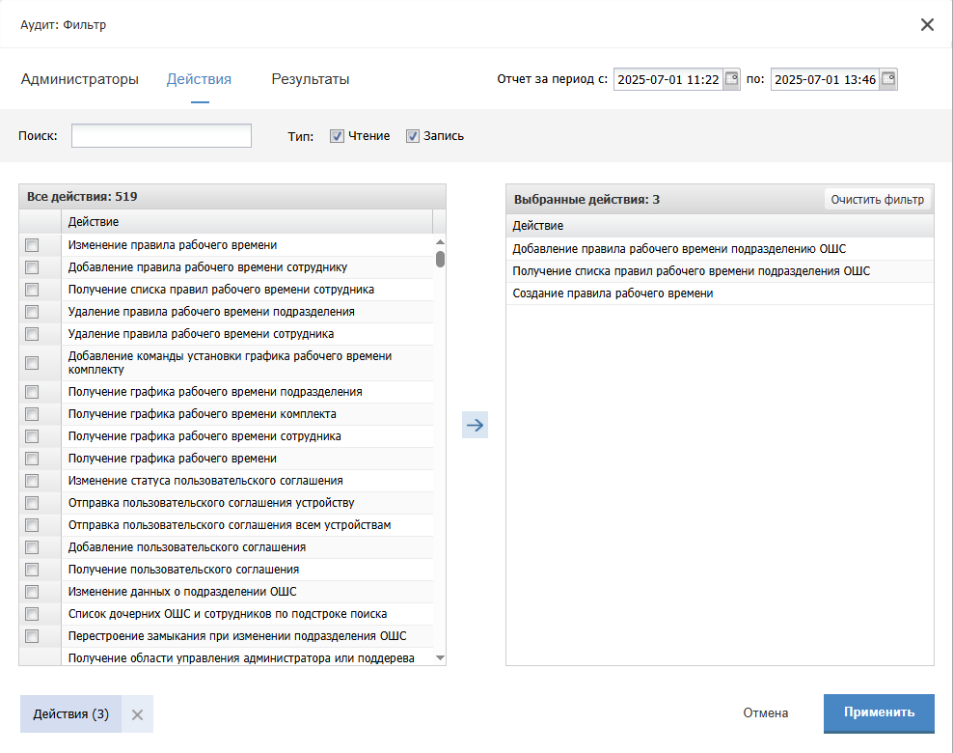 Аудит: Фильтр
Администраторы Действия Результаты Отчет за период с: 2025-07-01 11:22 по: 2025-07-01 13:46
Поиск: Тип: Чтение Запись
Все действия: 519
Действие
Изменение правила рабочего времени
Добавление правила рабочего времени сотруднику
Получение списка правил рабочего времени сотрудника
Удаление правила рабочего времени подразделения
Удаление правила рабочего времени сотрудника
Добавление команды установки графика рабочего времени
комплекту
Получение графика рабочего времени подразделения
Получение графика рабочего времени комплекта
Получение графика рабочего времени сотрудника
Получение графика рабочего времени
Изменение статуса пользовательского соглашения
Отправка пользовательского соглашения устройству
Отправка пользовательского соглашения всем устройствам
Добавление пользовательского соглашения
Получение пользовательского соглашения
Изменение данных о подразделении ОШС
Список дочерних ОШС и сотрудников по подстроке поиска
Перестроение замыкания при изменении подразделения ОШС
Получение области управления администратора или поддерева
Выбранные действия: 3 Очистить фильтр
Действие
Добавление правила рабочего времени подразделению ОШС
Получение списка правил рабочего времени подразделения ОШС
Создание правила рабочего времени
Действия (3) Отмена Применить